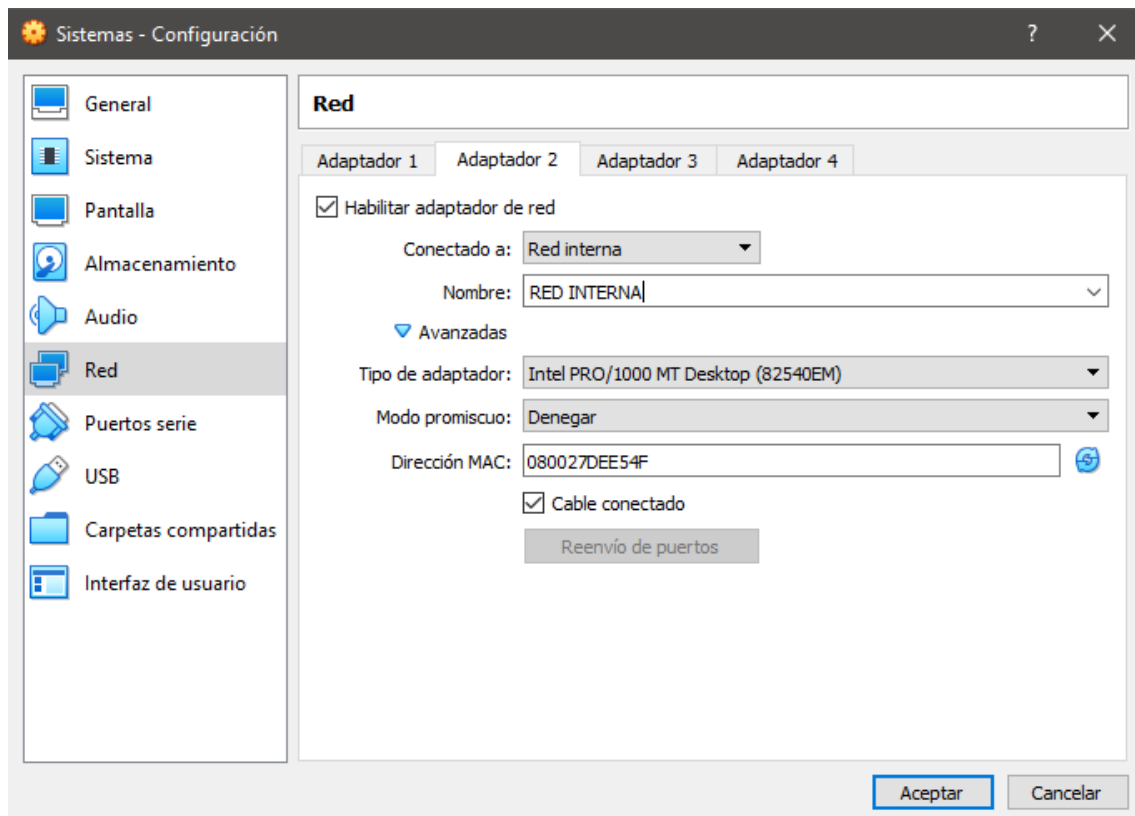 Sistemas - Configuración
General
Sistema
Pantalla
Almacenamiento
Audio
Red
Puertos serie
USB
Carpetas compartidas
Interfaz de usuario
Red
Adaptador 1 Adaptador 2 Adaptador 3 Adaptador 4
Habilitar adaptador de red
Conectado a: Red interna
Nombre: RED INTERNA
Avanzadas
Tipo de adaptador: Intel PRO/1000 MT Desktop (82540EM)
Modo promiscuo: Denegar
Dirección MAC: 080027DEE54F
Cable conectado
Reenvío de puertos
Aceptar Cancelar